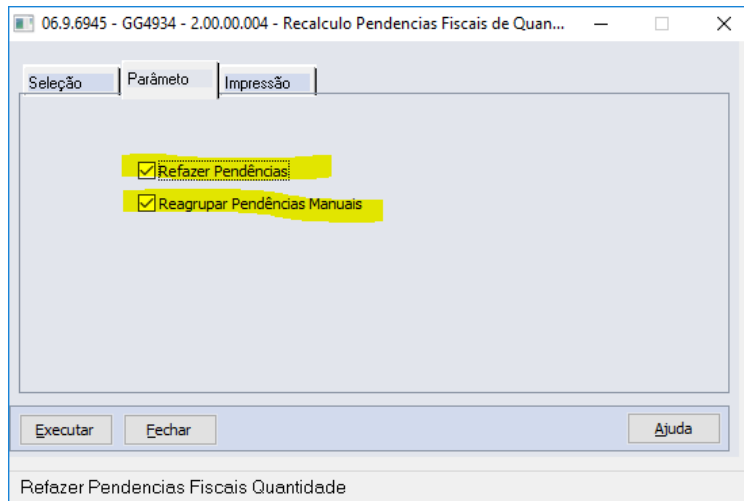 06.9.6945 - GG4934 - 2.00.00.004 - Recalculo Pendencias Fiscais de Quan...
Seleção Parâmeto Impressão
Refazer Pendências
Reagrupar Pendências Manuais
Executar Fechar Ajuda
Refazer Pendencias Fiscais Quantidade